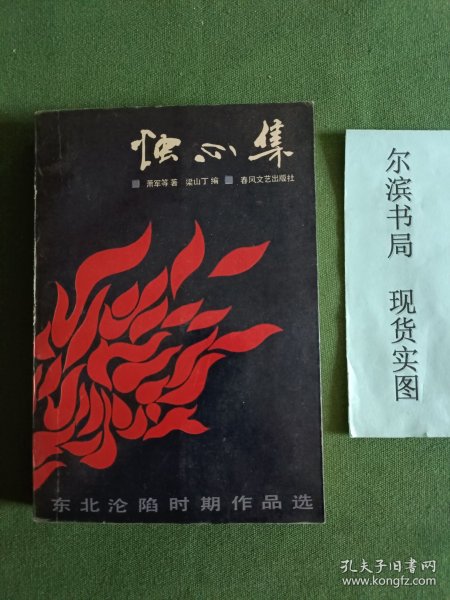 烛心集
萧军等著 梁山丁编 春风文艺出版社
东北沦陷时期作品选
尔滨书局 现货实图
孔夫子旧书网
www.kongfz.com